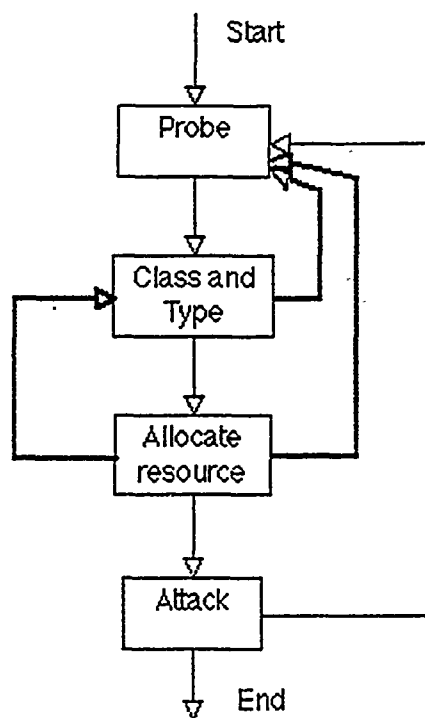 Start
Probe
Class and
Type
Allocate
resource
Attack
End